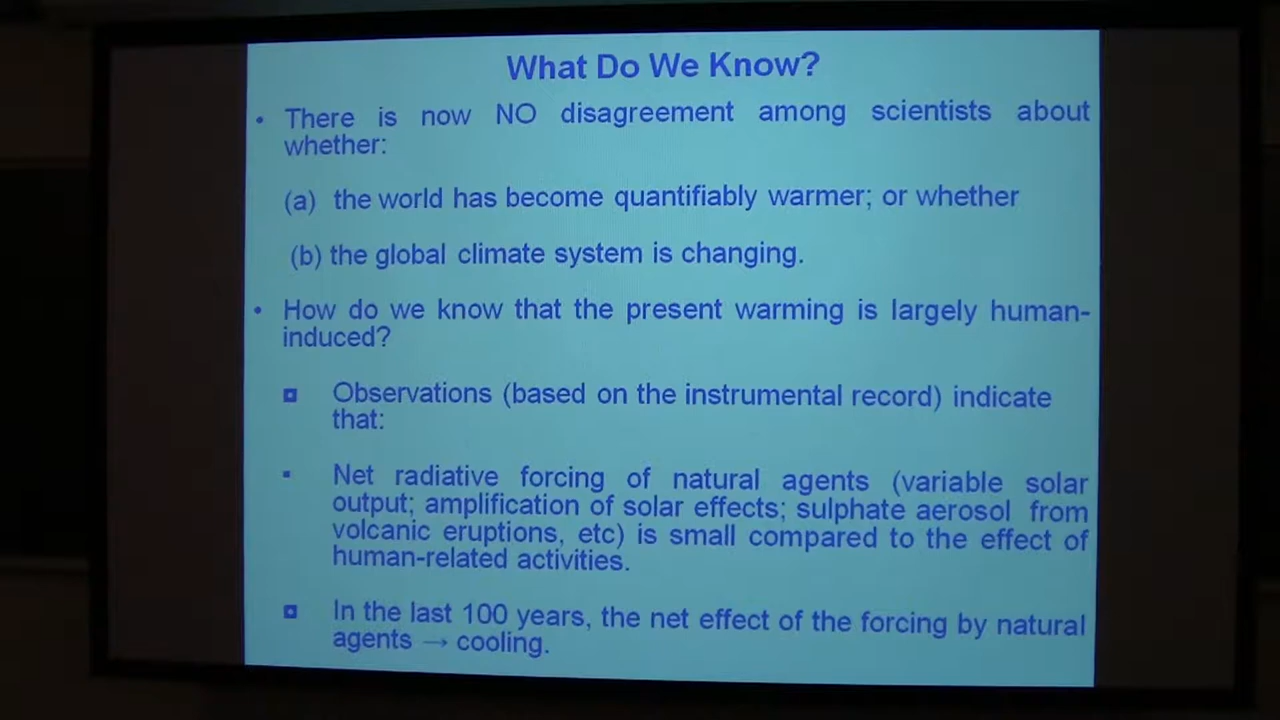 What Do We Know?
• There is now NO disagreement among scientists about
whether:
(a) the world has become quantifiably warmer; or whether
(b) the global climate system is changing.
• How do we know that the present warming is largely human-
induced?
Observations (based on the instrumental record) indicate
that:
▪ Net radiative forcing of natural agents (variable solar
output; amplification of solar effects; sulphate aerosol from
volcanic eruptions, etc) is small compared to the effect of
human-related activities.
In the last 100 years, the net effect of the forcing by natural
agents → cooling.